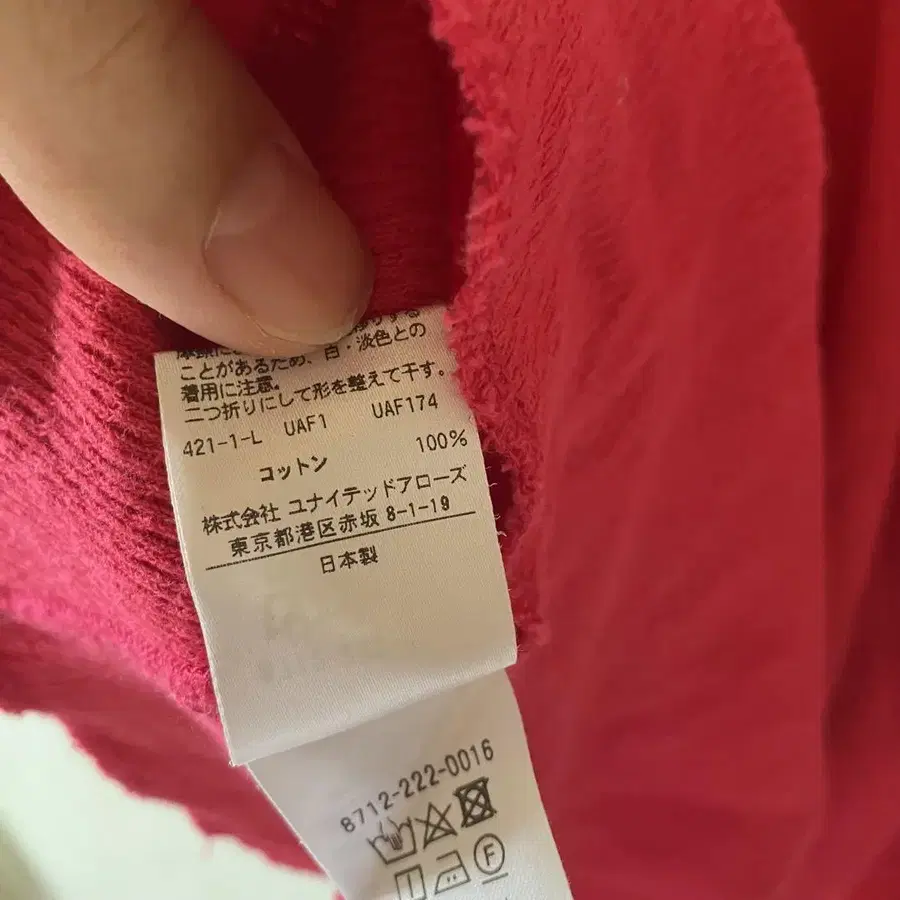 ことがあるため、白・淡色との
着用に注意。
二つ折りにして形を整えて干す。
421-1-L UAF1 UAF174
コットン 100%
株式会社 ユナイテッドアローズ
東京都港区赤坂 8-1-19
日本製
8712-222-0016
F